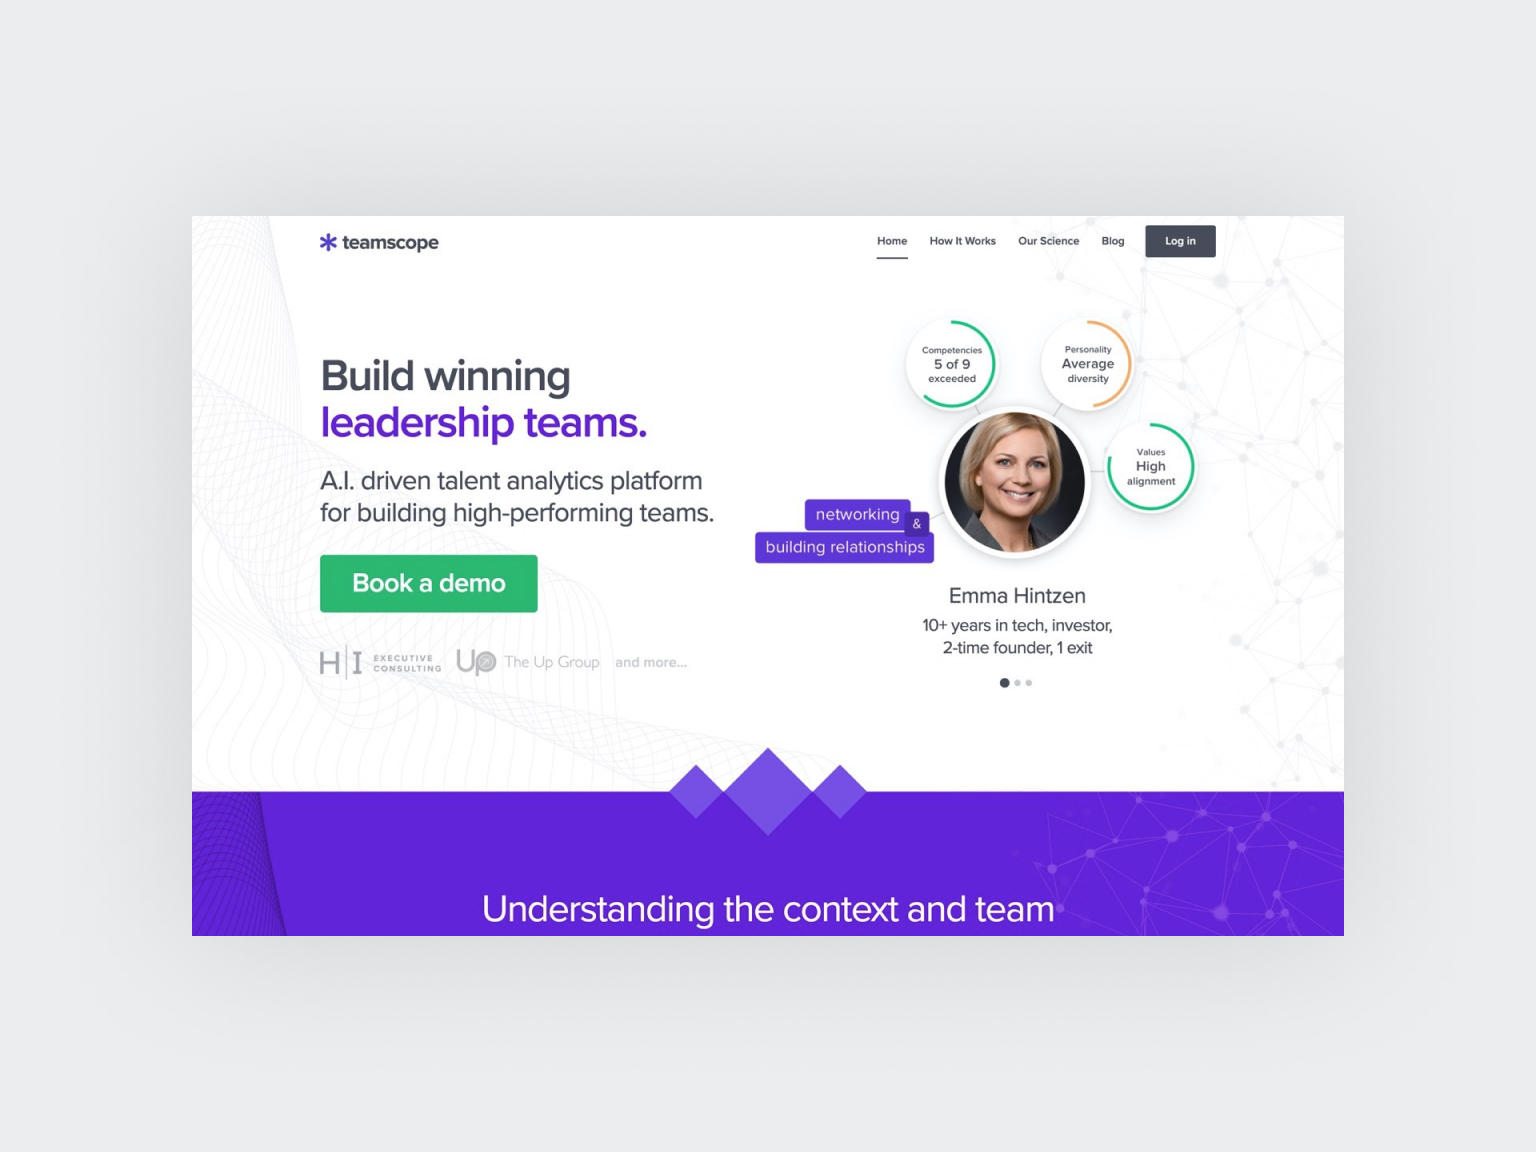 teamscope
Home
How It Works
Our Science
Blog
Log in
Build winning
leadership teams.
A.I. driven talent analytics platform
for building high-performing teams.
Book a demo
H I EXECUTIVE
CONSULTING
Up The Up Group
and more...
Competencies
5 of 9
exceeded
Personality
Average
diversity
Values
High
alignment
networking
&
building relationships
Emma Hintzen
10+ years in tech, investor,
2-time founder, 1 exit
Understanding the context and team